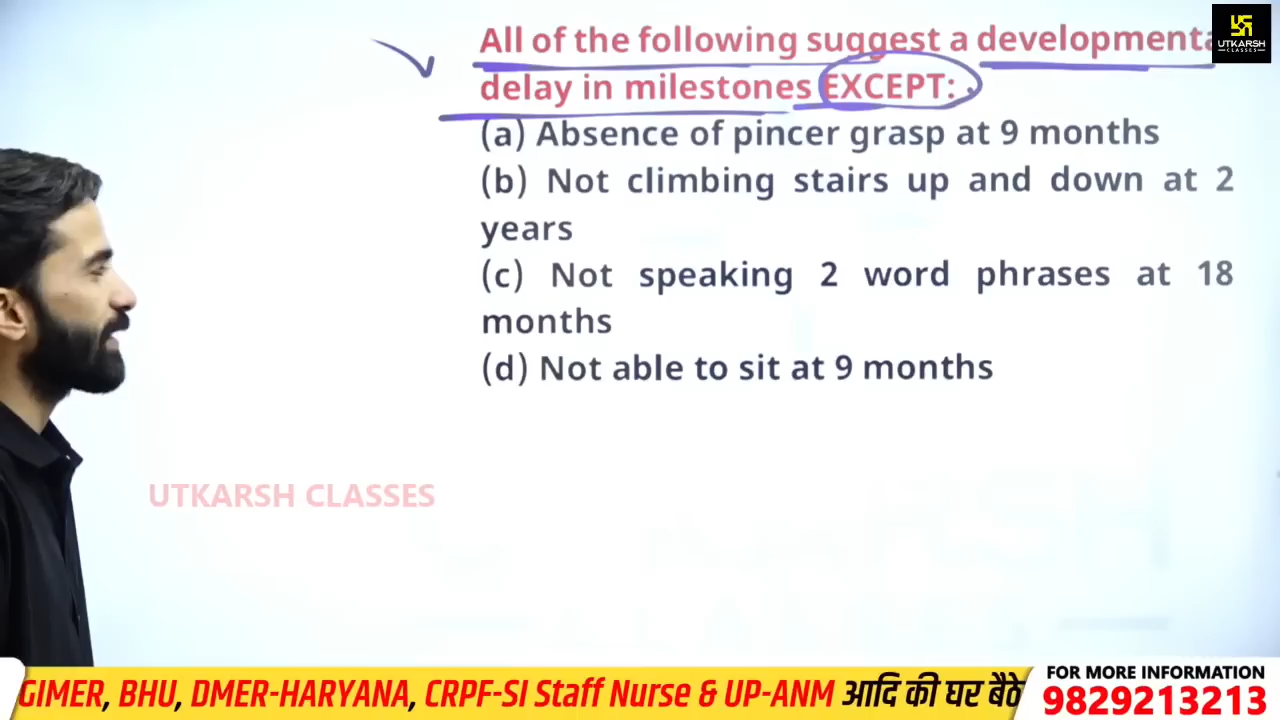 All of the following suggest a developmenta
delay in milestones EXCEPT:
(a) Absence of pincer grasp at 9 months
(b) Not climbing stairs up and down at 2
years
(c) Not speaking 2 word phrases at 18
months
(d) Not able to sit at 9 months
UTKARSH
CLASSES
UTKARSH CLASSES
GIMER, BHU, DMER-HARYANA, CRPF-SI Staff Nurse & UP-ANM आदि की घर बैठे
FOR MORE INFORMATION
9829213213